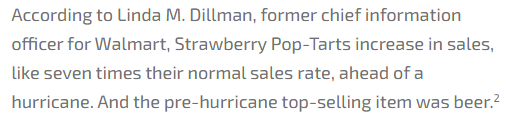 According to Linda M. Dillman, former chief information
officer for Walmart, Strawberry Pop-Tarts increase in sales,
like seven times their normal sales rate, ahead of a
hurricane. And the pre-hurricane top-selling item was beer.²